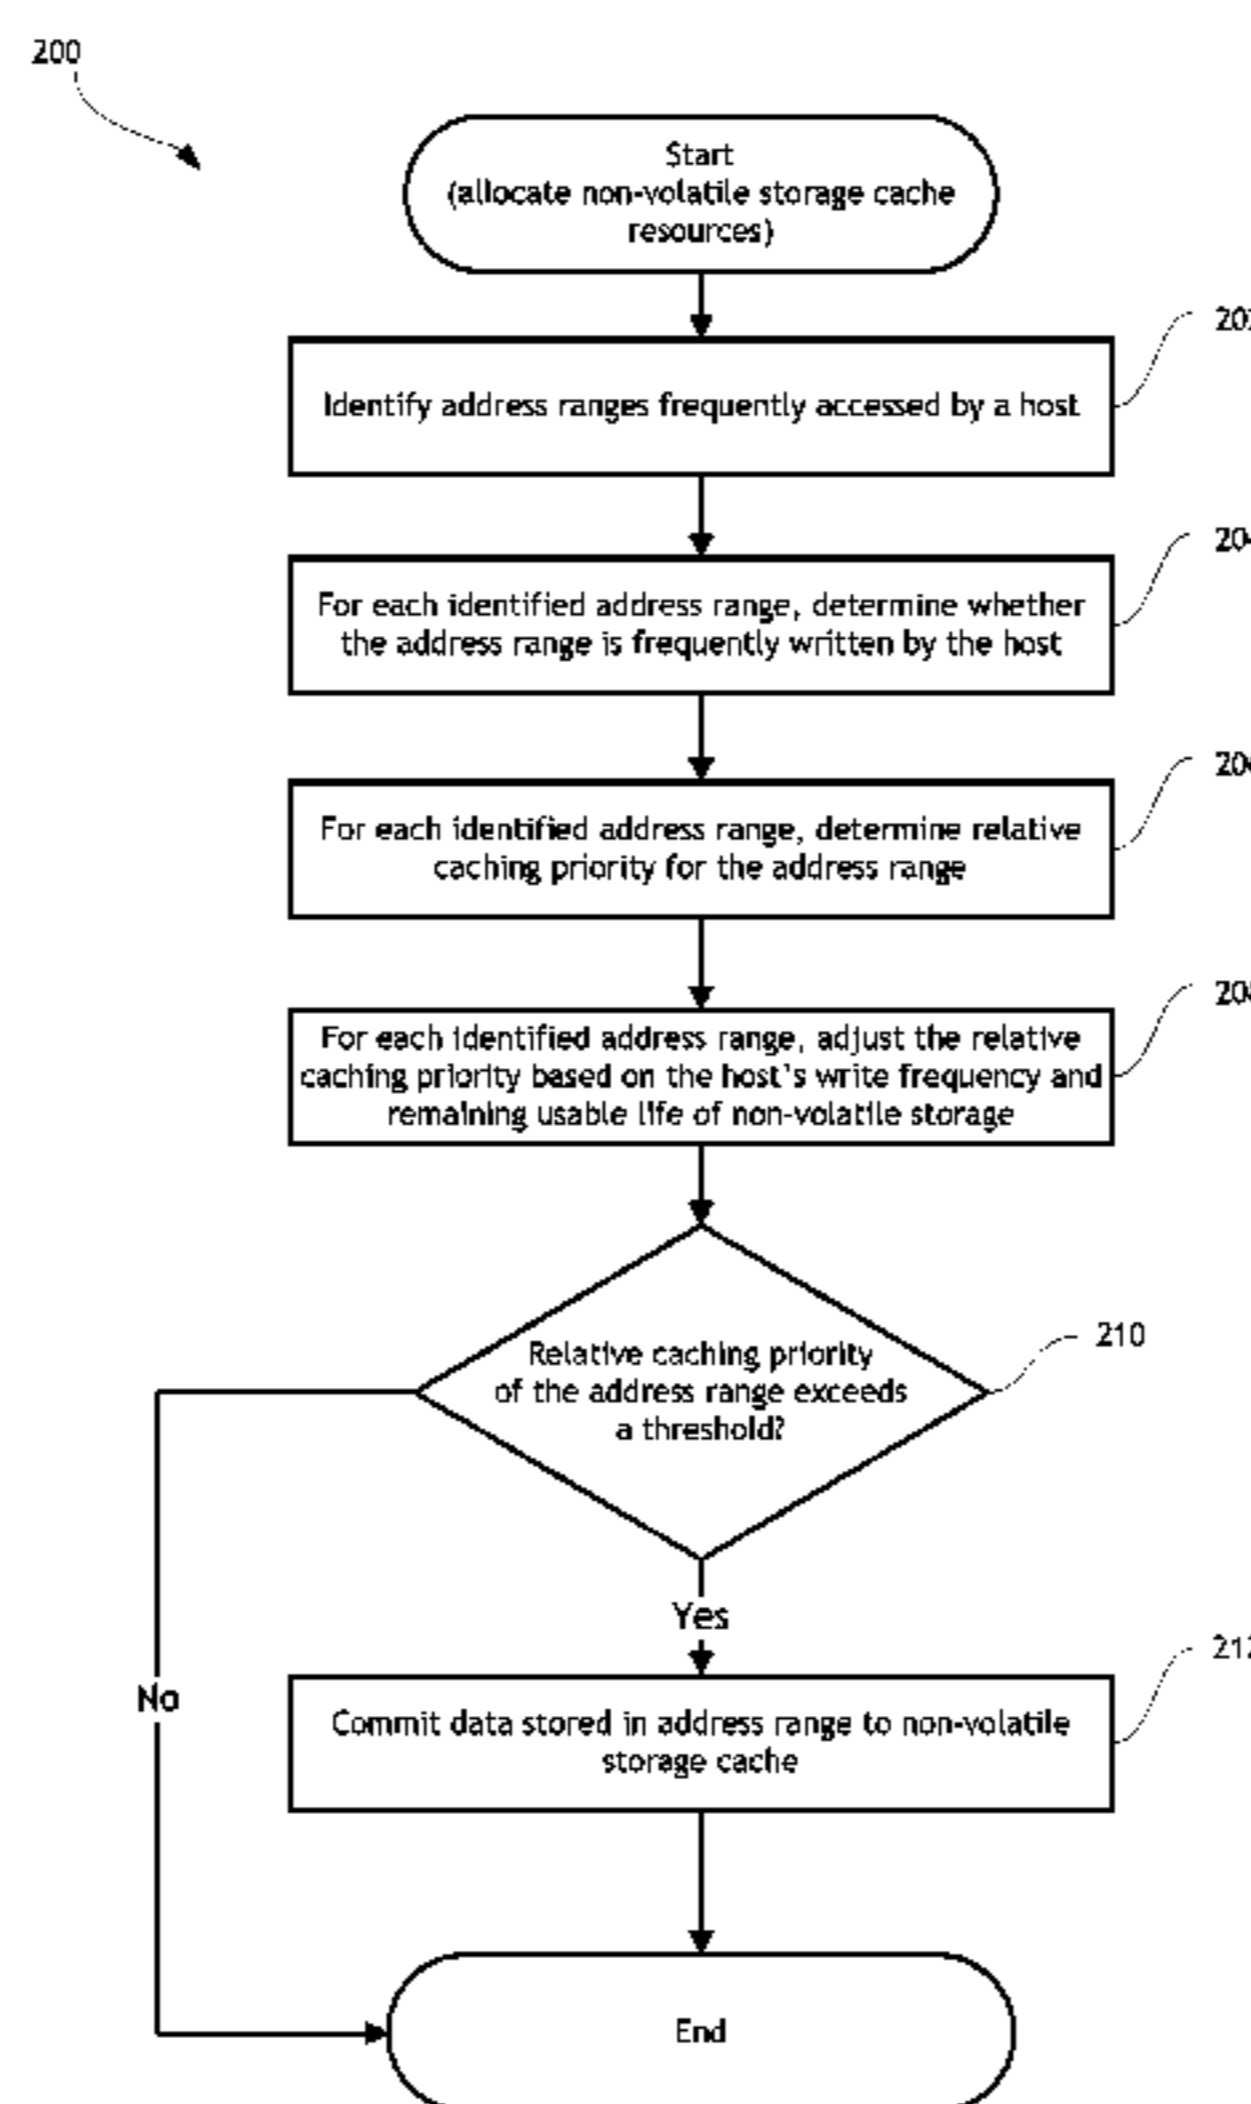 200
Start
(allocate non-volatile storage cache
resources)
Identify address ranges frequently accessed by a host
For each identified address range, determine whether
the address range is frequently written by the host
For each identified address range, determine relative
caching priority for the address range
For each identified address range, adjust the relative
caching priority based on the host's write frequency and
remaining usable life of non-volatile storage
Relative caching priority
of the address range exceeds
a threshold?
210
Yes
No
Commit data stored in address range to non-volatile
storage cache
End